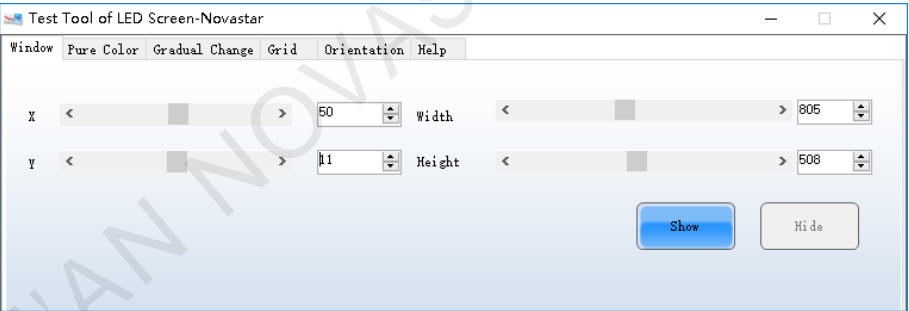 Test Tool of LED Screen-Novastar
Window Pure Color Gradual Change Grid Orientation Help
X 50 Width 805
Y 11 Height 508
Show Hide